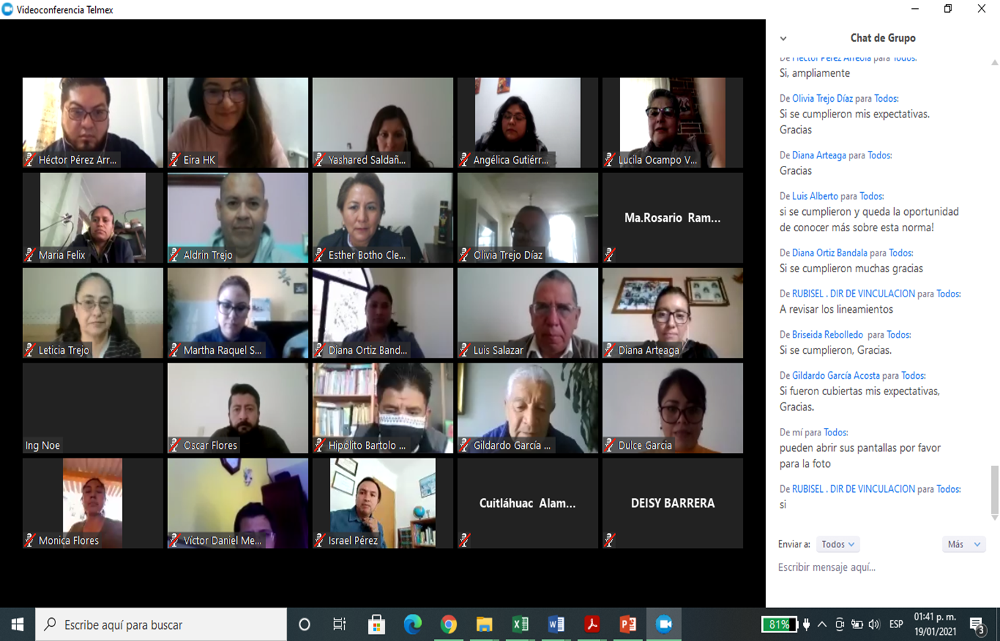 Videoconferencia Telmex
Héctor Pérez Arr...
Eira HK
Yashared Saldañ...
Angélica Gutiérr...
Lucila Ocampo V...
Maria Felix
Aldrin Trejo
Esther Botho Cle...
Olivia Trejo Díaz
Ma.Rosario Ram...
Leticia Trejo
Martha Raquel S...
Diana Ortiz Band...
Luis Salazar
Diana Arteaga
Ing Noe
Oscar Flores
Hipólito Bartolo ...
Gildardo García ...
Dulce Garcia
Monica Flores
Víctor Daniel Me...
Israel Pérez
Cuitláhuac Alam...
DEISY BARRERA
Chat de Grupo
De Héctor Pérez Arreola para Todos:
Si, ampliamente
De Olivia Trejo Díaz para Todos:
Si se cumplieron mis expectativas.
Gracias
De Diana Arteaga para Todos:
Gracias
De Luis Alberto para Todos:
si se cumplieron y queda la oportunidad
de conocer más sobre esta norma!
De Diana Ortiz Bandala para Todos:
Si se cumplieron muchas gracias
De RUBISEL . DIR DE VINCULACION para Todos:
A revisar los lineamientos
De Briseida Rebolledo para Todos:
Si se cumplieron, Gracias.
De Gildardo García Acosta para Todos:
Si fueron cubiertas mis expectativas,
Gracias.
De mí para Todos:
pueden abrir sus pantallas por favor
para la foto
De RUBISEL . DIR DE VINCULACION para Todos:
si
Enviar a: Todos Más
Escribir mensaje aquí...
Escribe aquí para buscar
81%
ESP
01:41 p. m.
19/01/2021
3